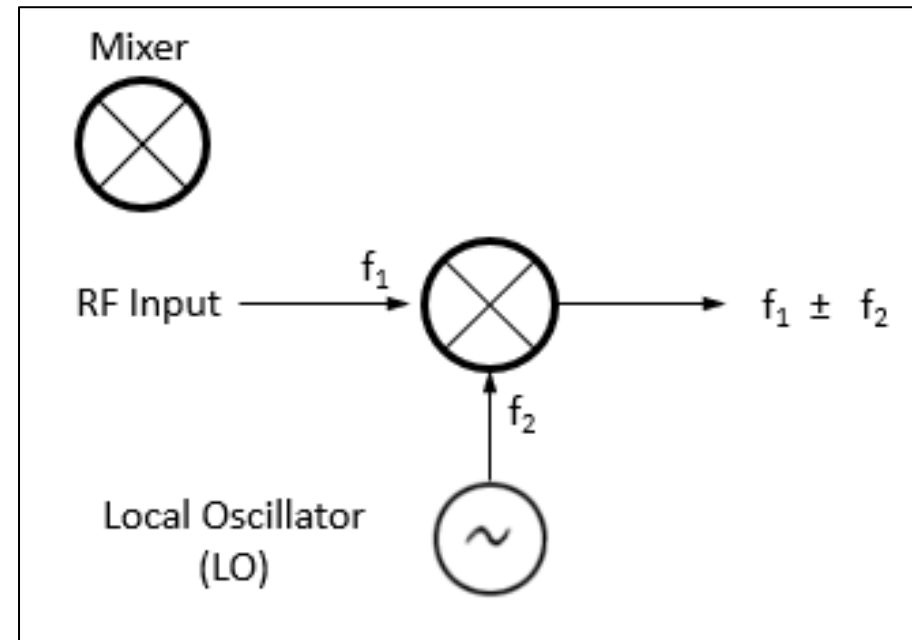 Mixer
f₁
RF Input
f₁ ± f₂
f₂
Local Oscillator
(LO)